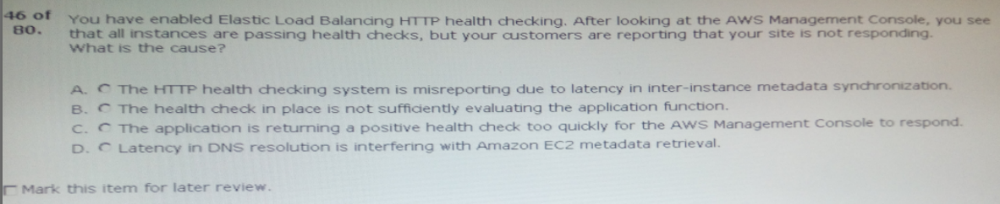 46 of 80.
You have enabled Elastic Load Balancing HTTP health checking. After looking at the AWS Management Console, you see
that all instances are passing health checks, but your customers are reporting that your site is not responding.
What is the cause?
A. The HTTP health checking system is misreporting due to latency in inter-instance metadata synchronization.
B. The health check in place is not sufficiently evaluating the application function.
C. The application is returning a positive health check too quickly for the AWS Management Console to respond.
D. Latency in DNS resolution is interfering with Amazon EC2 metadata retrieval.
Mark this item for later review.